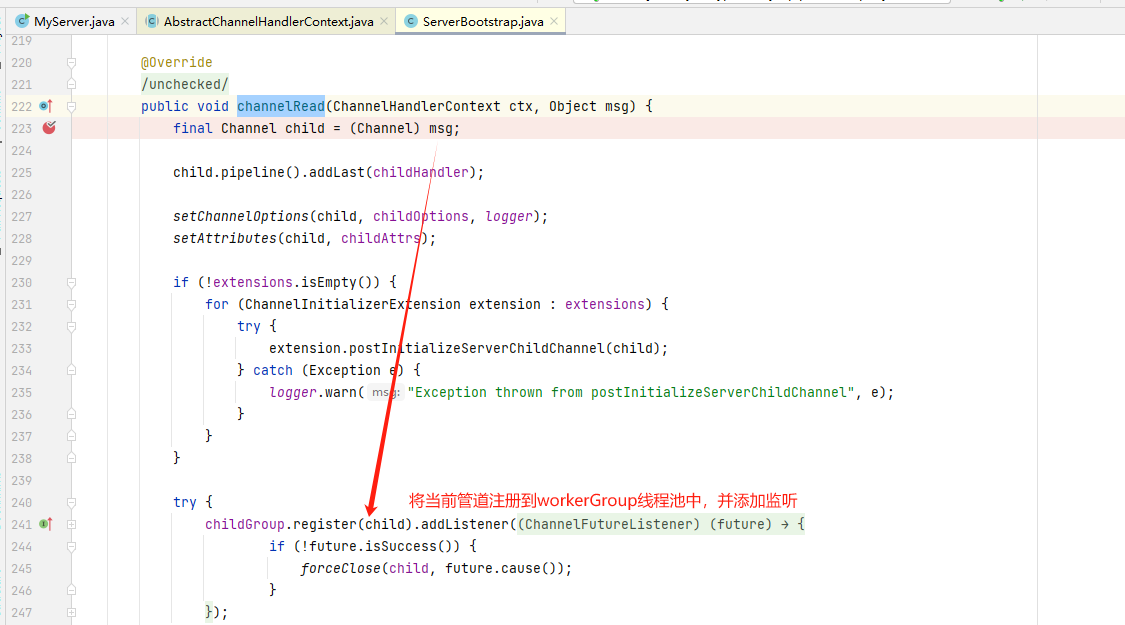 MyServer.java AbstractChannelHandlerContext.java ServerBootstrap.java
219
220 @Override
221 /unchecked/
222 public void channelRead(ChannelHandlerContext ctx, Object msg) {
223 final Channel child = (Channel) msg;
224
225 child.pipeline().addLast(childHandler);
226
227 setChannelOptions(child, childOptions, logger);
228 setAttributes(child, childAttrs);
229
230 if (!extensions.isEmpty()) {
231 for (ChannelInitializerExtension extension : extensions) {
232 try {
233 extension.postInitializeServerChildChannel(child);
234 } catch (Exception e) {
235 logger.warn( msg: "Exception thrown from postInitializeServerChildChannel", e);
236 }
237 }
238 }
239
240 try { 将当前管道注册到workerGroup线程池中，并添加监听
241 childGroup.register(child).addListener((ChannelFutureListener) (future) → {
244 if (!future.isSuccess()) {
245 forceClose(child, future.cause());
246 }
247 });